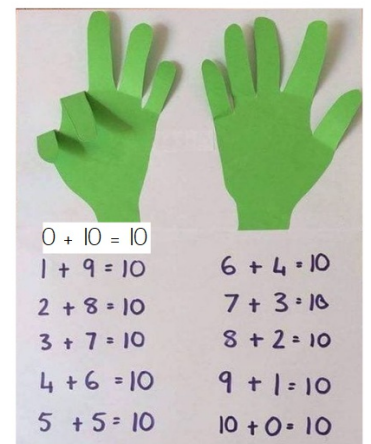 0 + 10 = 10
1 + 9 = 10
2 + 8 = 10
3 + 7 = 10
4 + 6 = 10
5 + 5 = 10
6 + 4 = 10
7 + 3 = 10
8 + 2 = 10
9 + 1 = 10
10 + 0 = 10